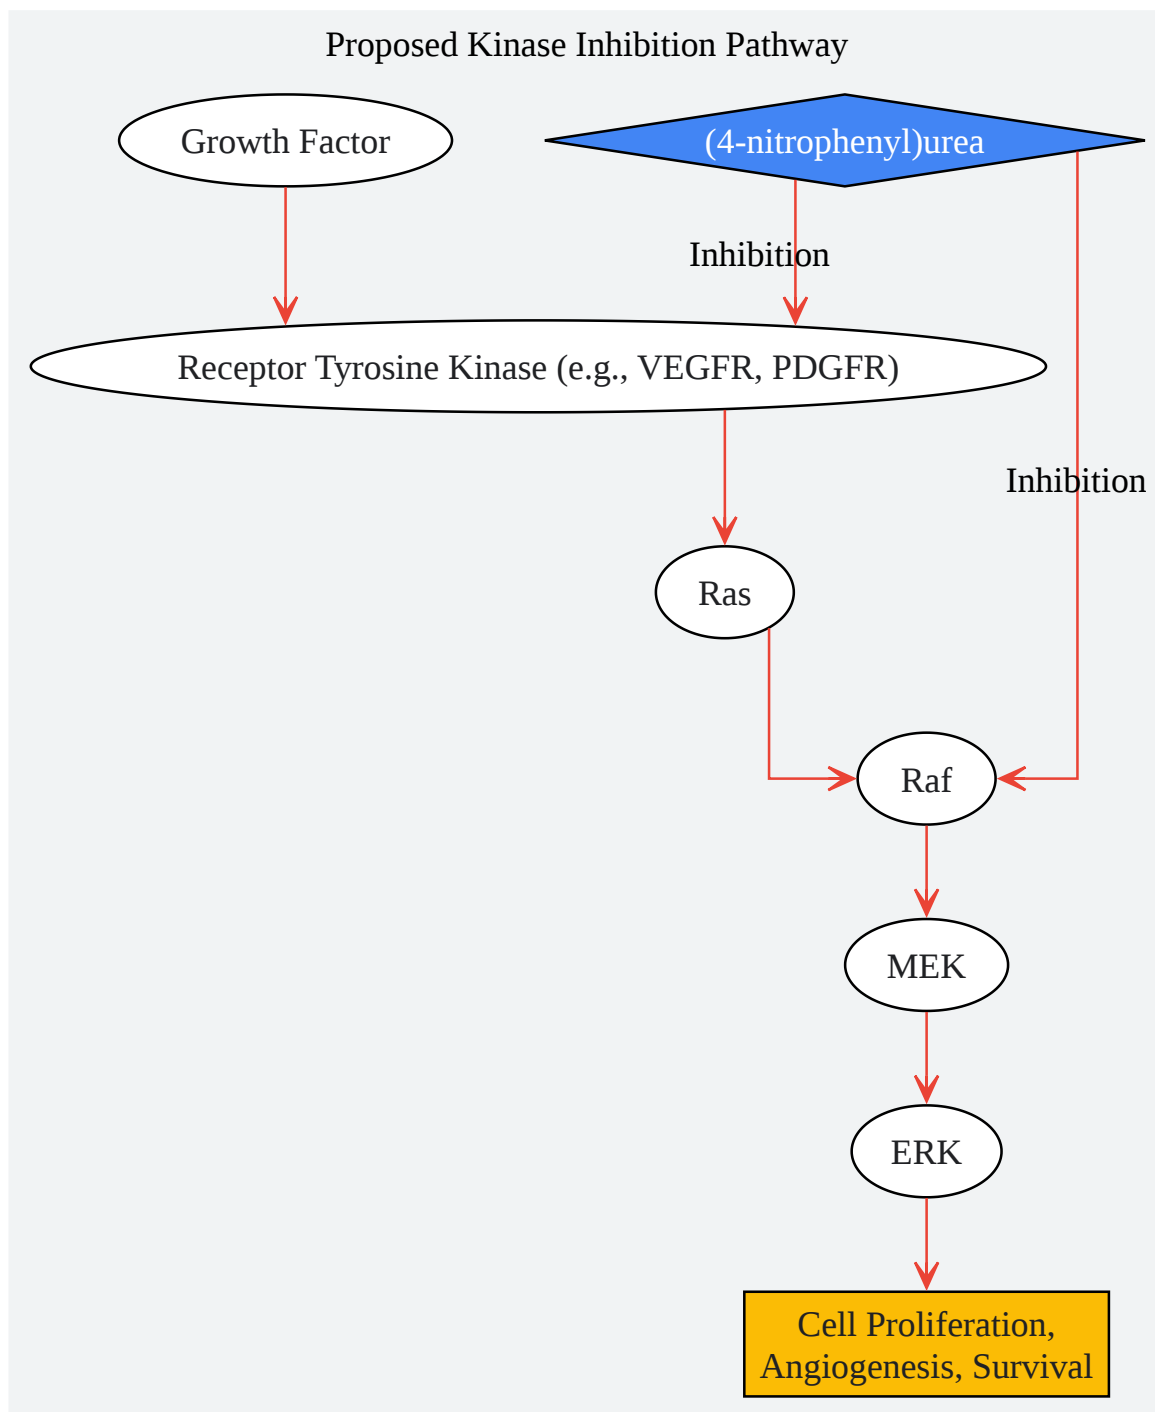 Proposed Kinase Inhibition Pathway
Growth Factor
(4-nitrophenyl)urea
Inhibition
Receptor Tyrosine Kinase (e.g., VEGFR, PDGFR)
Inhibition
Ras
Raf
MEK
ERK
Cell Proliferation,
Angiogenesis, Survival